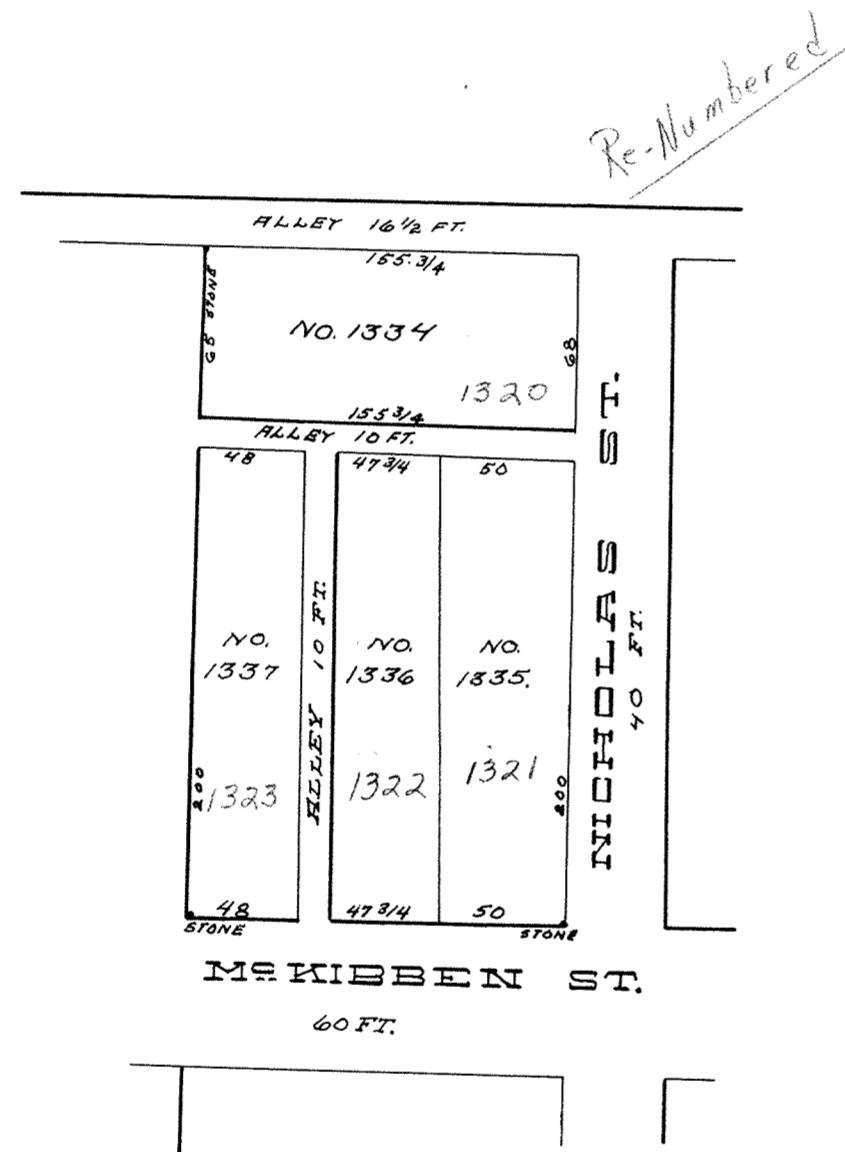 Re-Numbered
ALLEY 16 1/2 FT.
155.3/4
65 STONE
NO. 1334
68
1320
155 3/4
ALLEY 10 FT.
48
47 3/4
50
NO.
1337
ALLEY 10 FT.
NO.
1336
NO.
1335.
NICHOLAS ST.
40 FT.
200
1323
1322
1321
200
48
47 3/4
50
STONE
STONE
McKIBBEN ST.
60 FT.